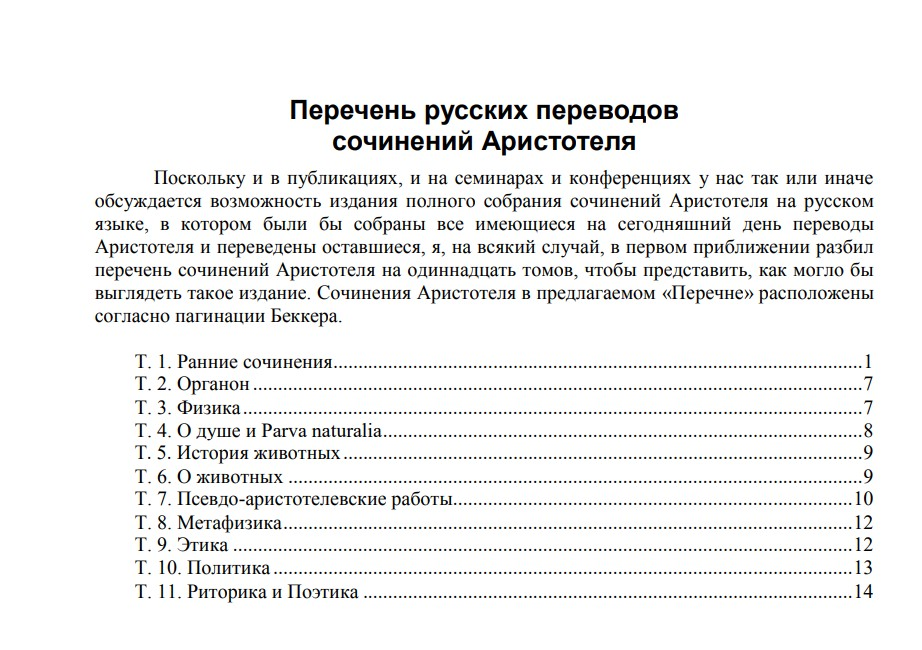 Перечень русских переводов
сочинений Аристотеля
Поскольку и в публикациях, и на семинарах и конференциях у нас так или иначе
обсуждается возможность издания полного собрания сочинений Аристотеля на русском
языке, в котором были бы собраны все имеющиеся на сегодняшний день переводы
Аристотеля и переведены оставшиеся, я, на всякий случай, в первом приближении разбил
перечень сочинений Аристотеля на одиннадцать томов, чтобы представить, как могло бы
выглядеть такое издание. Сочинения Аристотеля в предлагаемом «Перечне» расположены
согласно пагинации Беккера.
Т. 1. Ранние сочинения..........1
Т. 2. Органон..........7
Т. 3. Физика..........7
Т. 4. О душе и Parva naturalia..........8
Т. 5. История животных..........9
Т. 6. О животных..........9
Т. 7. Псевдо-аристотелевские работы..........10
Т. 8. Метафизика..........12
Т. 9. Этика..........12
Т. 10. Политика..........13
Т. 11. Риторика и Поэтика..........14